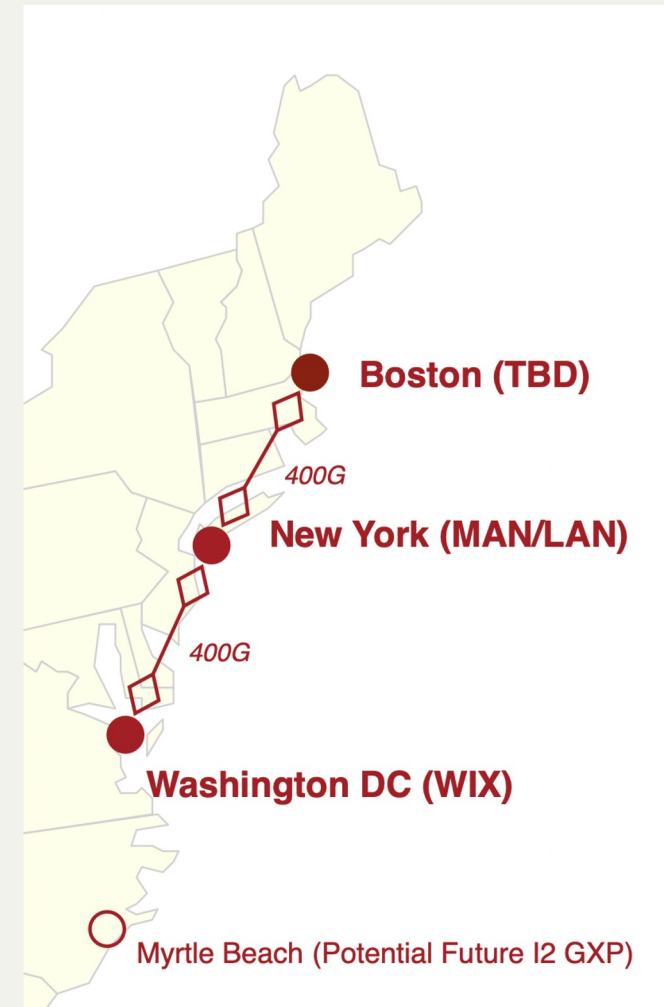 Boston (TBD)
400G
New York (MAN/LAN)
400G
Washington DC (WIX)
Myrtle Beach (Potential Future I2 GXP)